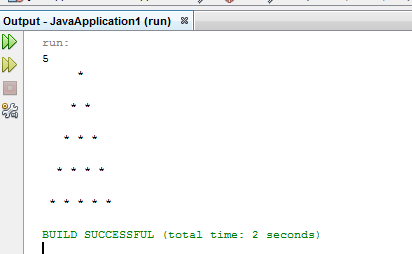 Output - JavaApplication1 (run)
run:
5
*
* *
* * *
* * * *
* * * * *
BUILD SUCCESSFUL (total time: 2 seconds)